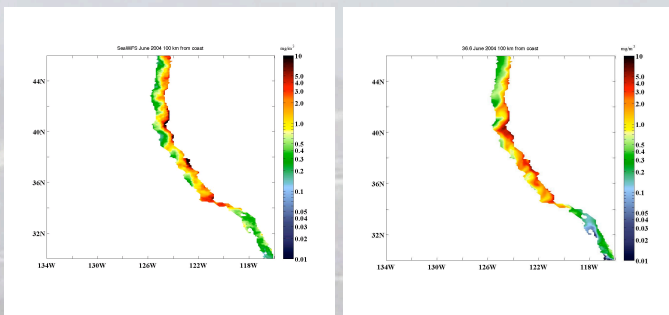 SeaWiFS June 2004 100 km from coast
mg/m³
44N
40N
36N
32N
134W
130W
126W
122W
118W
10
5.0
4.0
3.0
2.0
1.0
0.5
0.4
0.3
0.2
0.1
0.05
0.04
0.03
0.02
0.01
36.6 June 2004 100 km from coast
mg/m³
44N
40N
36N
32N
134W
130W
126W
122W
118W
10
5.0
4.0
3.0
2.0
1.0
0.5
0.4
0.3
0.2
0.1
0.05
0.04
0.03
0.02
0.01